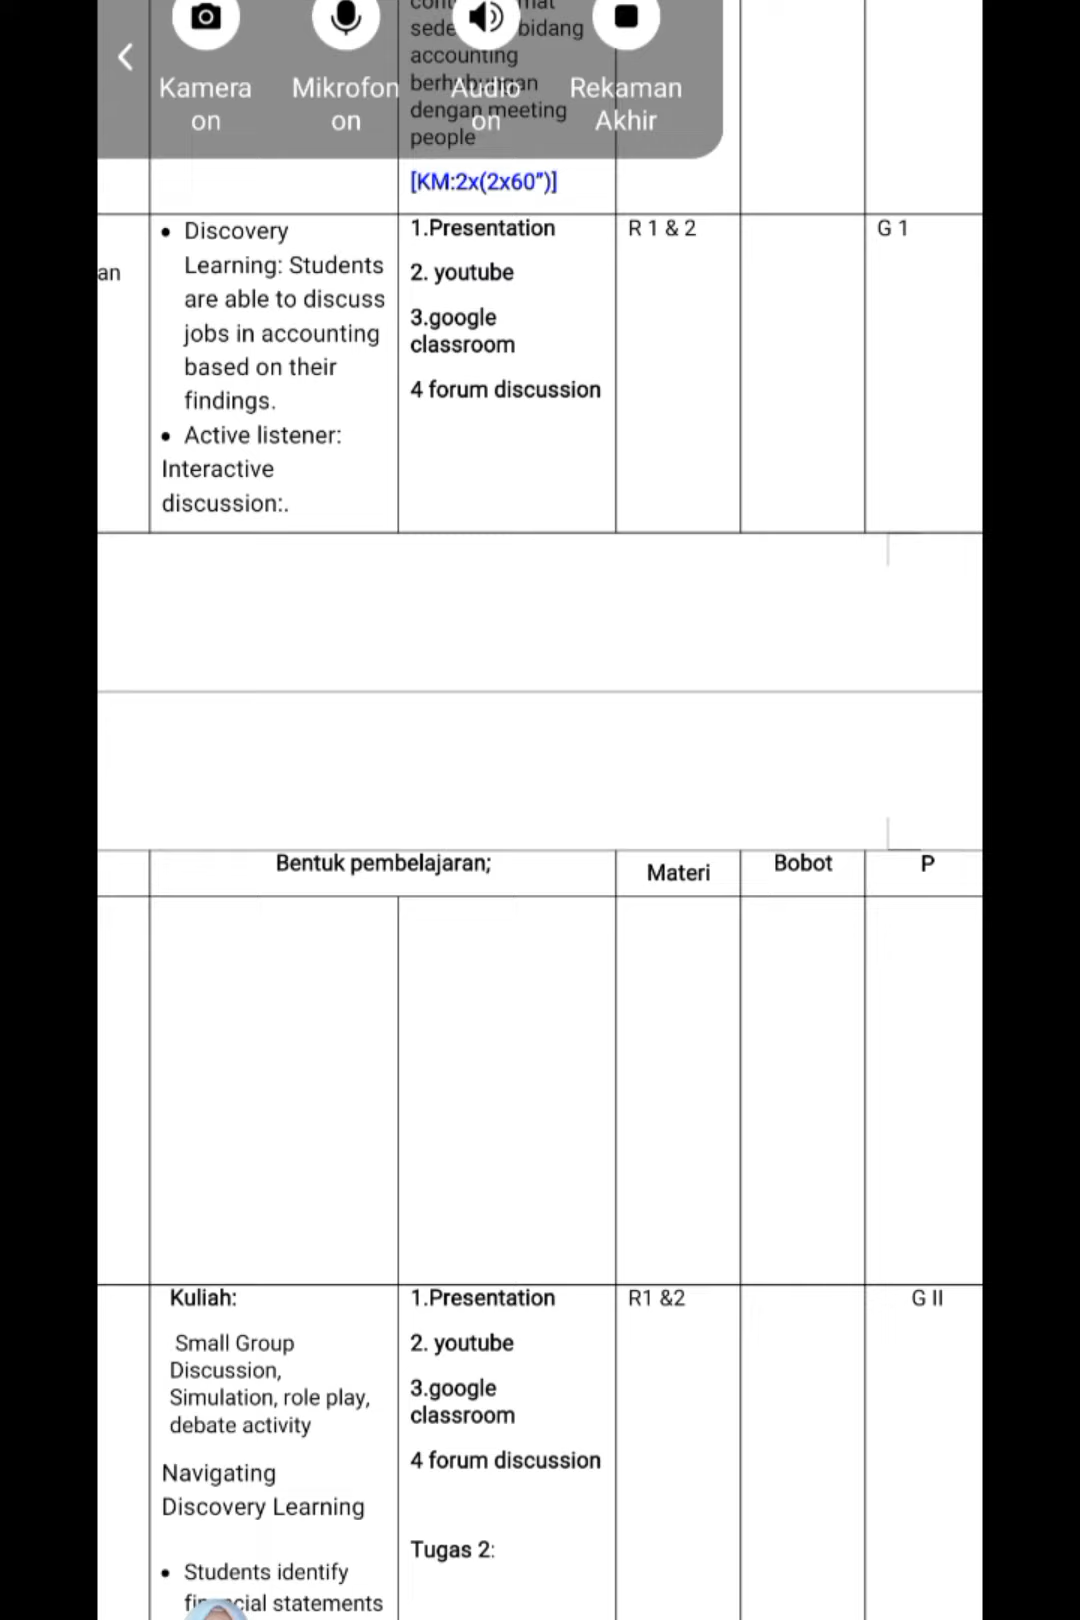 Kamera
on
Mikrofon
on
Audio
on
Rekaman
Akhir
bidang
accounting
dengan meeting
people
[KM:2x(2x60")]
an
• Discovery
Learning: Students
are able to discuss
jobs in accounting
based on their
findings.
• Active listener:
Interactive
discussion:.
1.Presentation
2. youtube
3.google
classroom
4 forum discussion
R 1 & 2
G 1
Bentuk pembelajaran;
Materi
Bobot
P
Kuliah:
Small Group
Discussion,
Simulation, role play,
debate activity
Navigating
Discovery Learning
• Students identify
statements
1.Presentation
2. youtube
3.google
classroom
4 forum discussion
Tugas 2:
R1 &2
G II